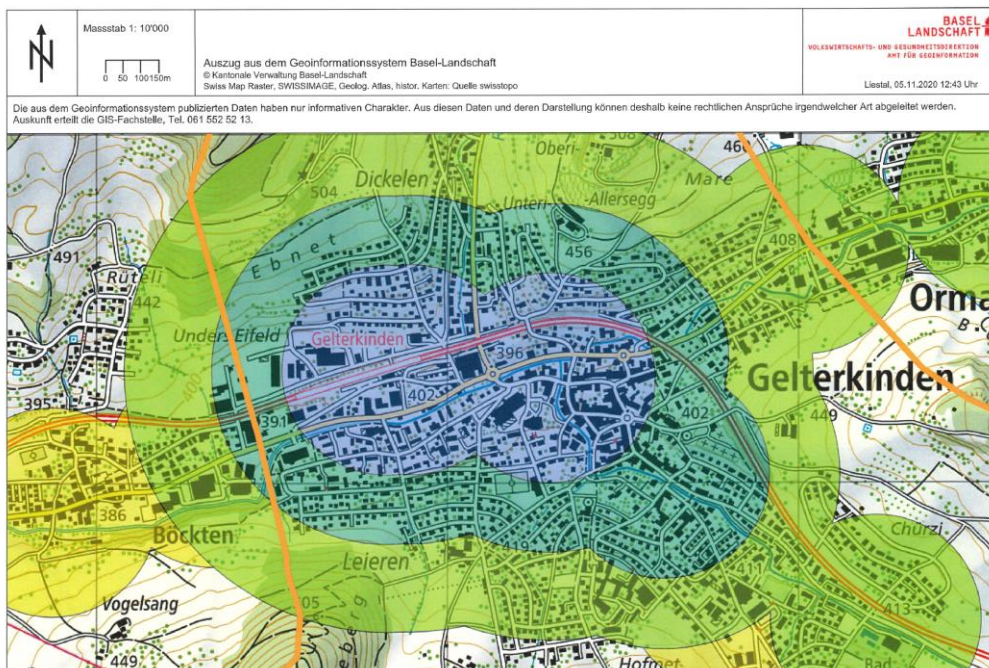 Massstab 1: 10'000
0 50 100150m
Auszug aus dem Geoinformationssystem Basel-Landschaft
© Kantonale Verwaltung Basel-Landschaft
Swiss Map Raster, SWISSIMAGE, Geolog. Atlas, histor. Karten: Quelle swisstopo
BASEL
LANDSCHAFT
VOLKSWIRTSCHAFTS- UND GESUNDHEITSDIREKTION
AMT FÜR GEOINFORMATION
Liestal, 05.11.2020 12:43 Uhr
Die aus dem Geoinformationssystem publizierten Daten haben nur informativen Charakter. Aus diesen Daten und deren Darstellung können deshalb keine rechtlichen Ansprüche irgendwelcher Art abgeleitet werden.
Auskunft erteilt die GIS-Fachstelle, Tel. 061 552 52 13.
Oberi-
Dickelen
Mare
504
Unteri
-Allersegg
491
Ebnet
456
408
Rüteli
442
Orma
Unders Eifeld
Gelterkinden
396
Gelterkinden
400
402
395
391
402
449
386
Böckten
Chürzi
Leieren
411
Vogelsang
413
449
Hofmet